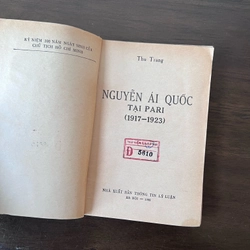 KỶ NIỆM 100 NĂM NGÀY SINH CỦA
CHỦ TỊCH HỒ CHÍ MINH
Thu Trang
NGUYỄN ÁI QUỐC
TẠI PARI
(1917-1923)
5610
NHÀ XUẤT BẢN THÔNG TIN LÝ LUẬN